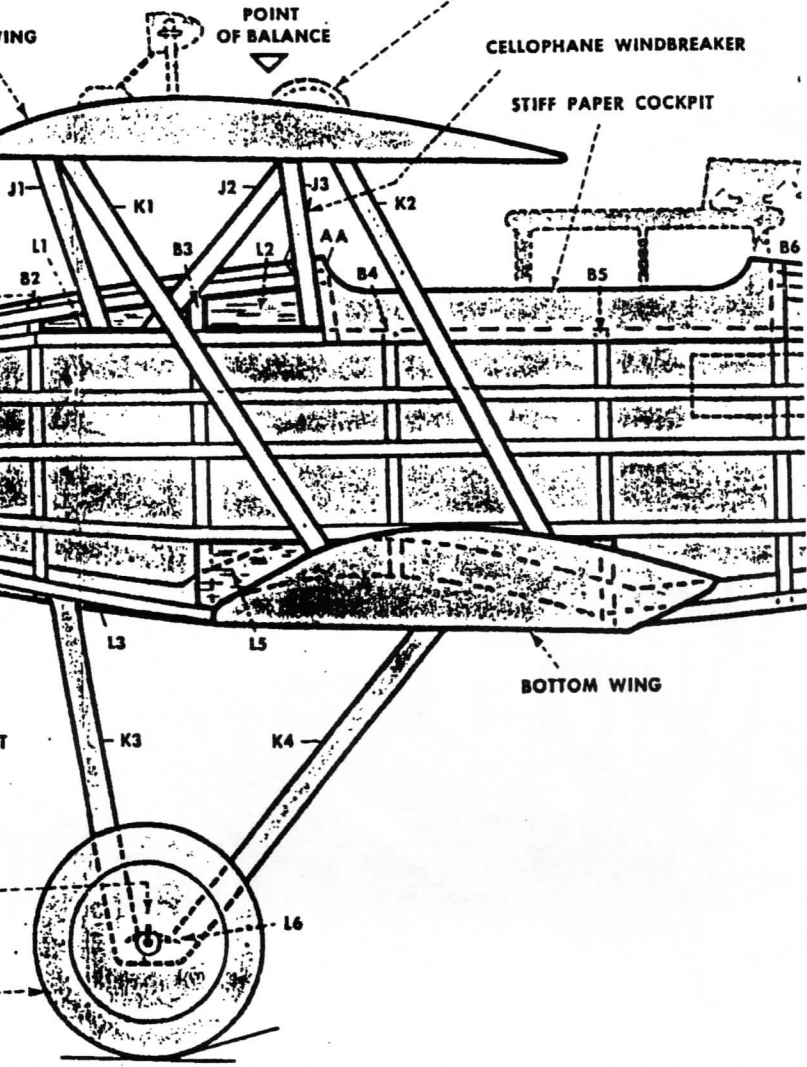 POINT
OF BALANCE
CELLOPHANE WINDBREAKER
STIFF PAPER COCKPIT
J1
K1
J2
J3
K2
L1
B3
L2
AA
B2
B4
B5
B6
L3
L5
BOTTOM WING
K3
K4
L6